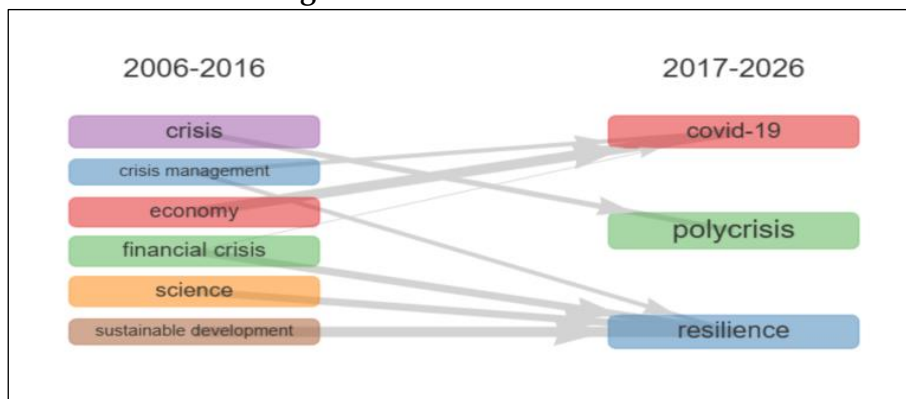 2006-2016
2017-2026
crisis
crisis management
economy
financial crisis
science
sustainable development
covid-19
polycrisis
resilience